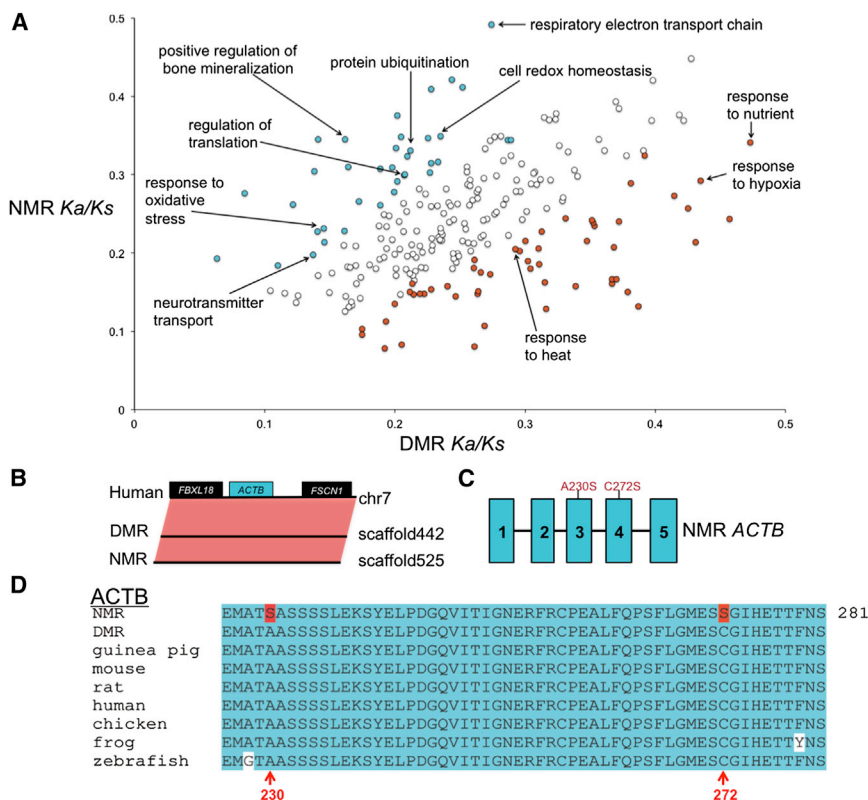 A
0.5
0.4
0.3
0.2
0.1
0
NMR Ka/Ks
positive regulation of
bone mineralization
protein ubiquitination
respiratory electron transport chain
cell redox homeostasis
regulation of
translation
response to
oxidative
stress
neurotransmitter
transport
response
to nutrient
response
to hypoxia
response
to heat
0.1
0.2
0.3
0.4
0.5
DMR Ka/Ks
B
Human
FBXL18
ACTB
FSCN1
chr7
DMR
scaffold442
NMR
scaffold525
C
A230S C272S
1 2 3 4 5
NMR ACTB
D
ACTB
NMR EMATSASSSSLEKSYELPDGQVITIGNERFRCPEALFQPSFLGMESSGIHETTFNS 281
DMR EMATAASSSSLEKSYELPDGQVITIGNERFRCPEALFQPSFLGMESCGIHETTFNS
guinea pig EMATAASSSSLEKSYELPDGQVITIGNERFRCPEALFQPSFLGMESCGIHETTFNS
mouse EMATAASSSSLEKSYELPDGQVITIGNERFRCPEALFQPSFLGMESCGIHETTFNS
rat EMATAASSSSLEKSYELPDGQVITIGNERFRCPEALFQPSFLGMESCGIHETTFNS
human EMATAASSSSLEKSYELPDGQVITIGNERFRCPEALFQPSFLGMESCGIHETTFNS
chicken EMATAASSSSLEKSYELPDGQVITIGNERFRCPEALFQPSFLGMESCGIHETTFNS
frog EMATAASSSSLEKSYELPDGQVITIGNERFRCPEALFQPSFLGMESCGIHETTYNS
zebrafish EMGTAASSSSLEKSYELPDGQVITIGNERFRCPEALFQPSFLGMESCGIHETTFNS
230
272